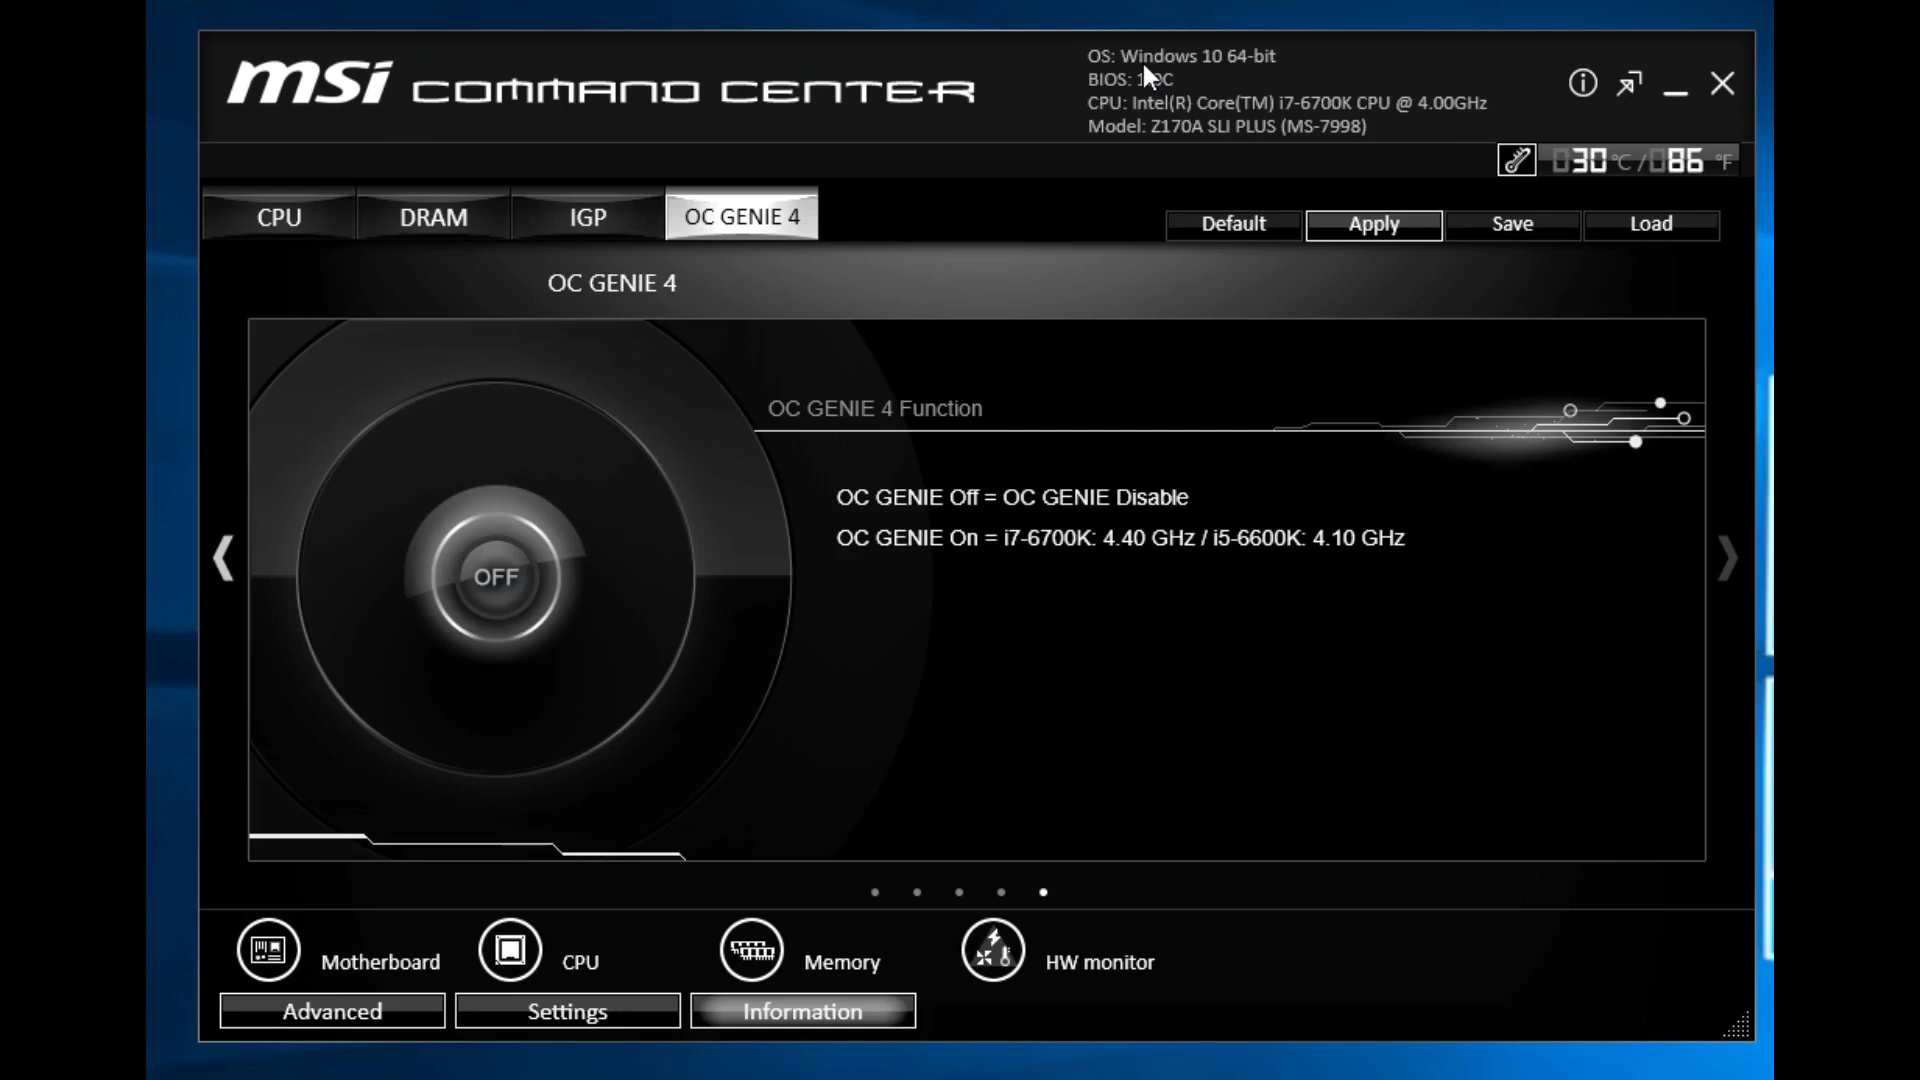 msi COMMAND CENTER
OS: Windows 10 64-bit
BIOS:
CPU: Intel(R) Core(TM) i7-6700K CPU @ 4.00GHz
Model: Z170A SLI PLUS (MS-7998)
30 °C / 86 °F
CPU DRAM IGP OC GENIE 4
Default Apply Save Load
OC GENIE 4
OC GENIE 4 Function
OC GENIE Off = OC GENIE Disable
OC GENIE On = i7-6700K: 4.40 GHz / i5-6600K: 4.10 GHz
OFF
Motherboard CPU Memory HW monitor
Advanced Settings Information